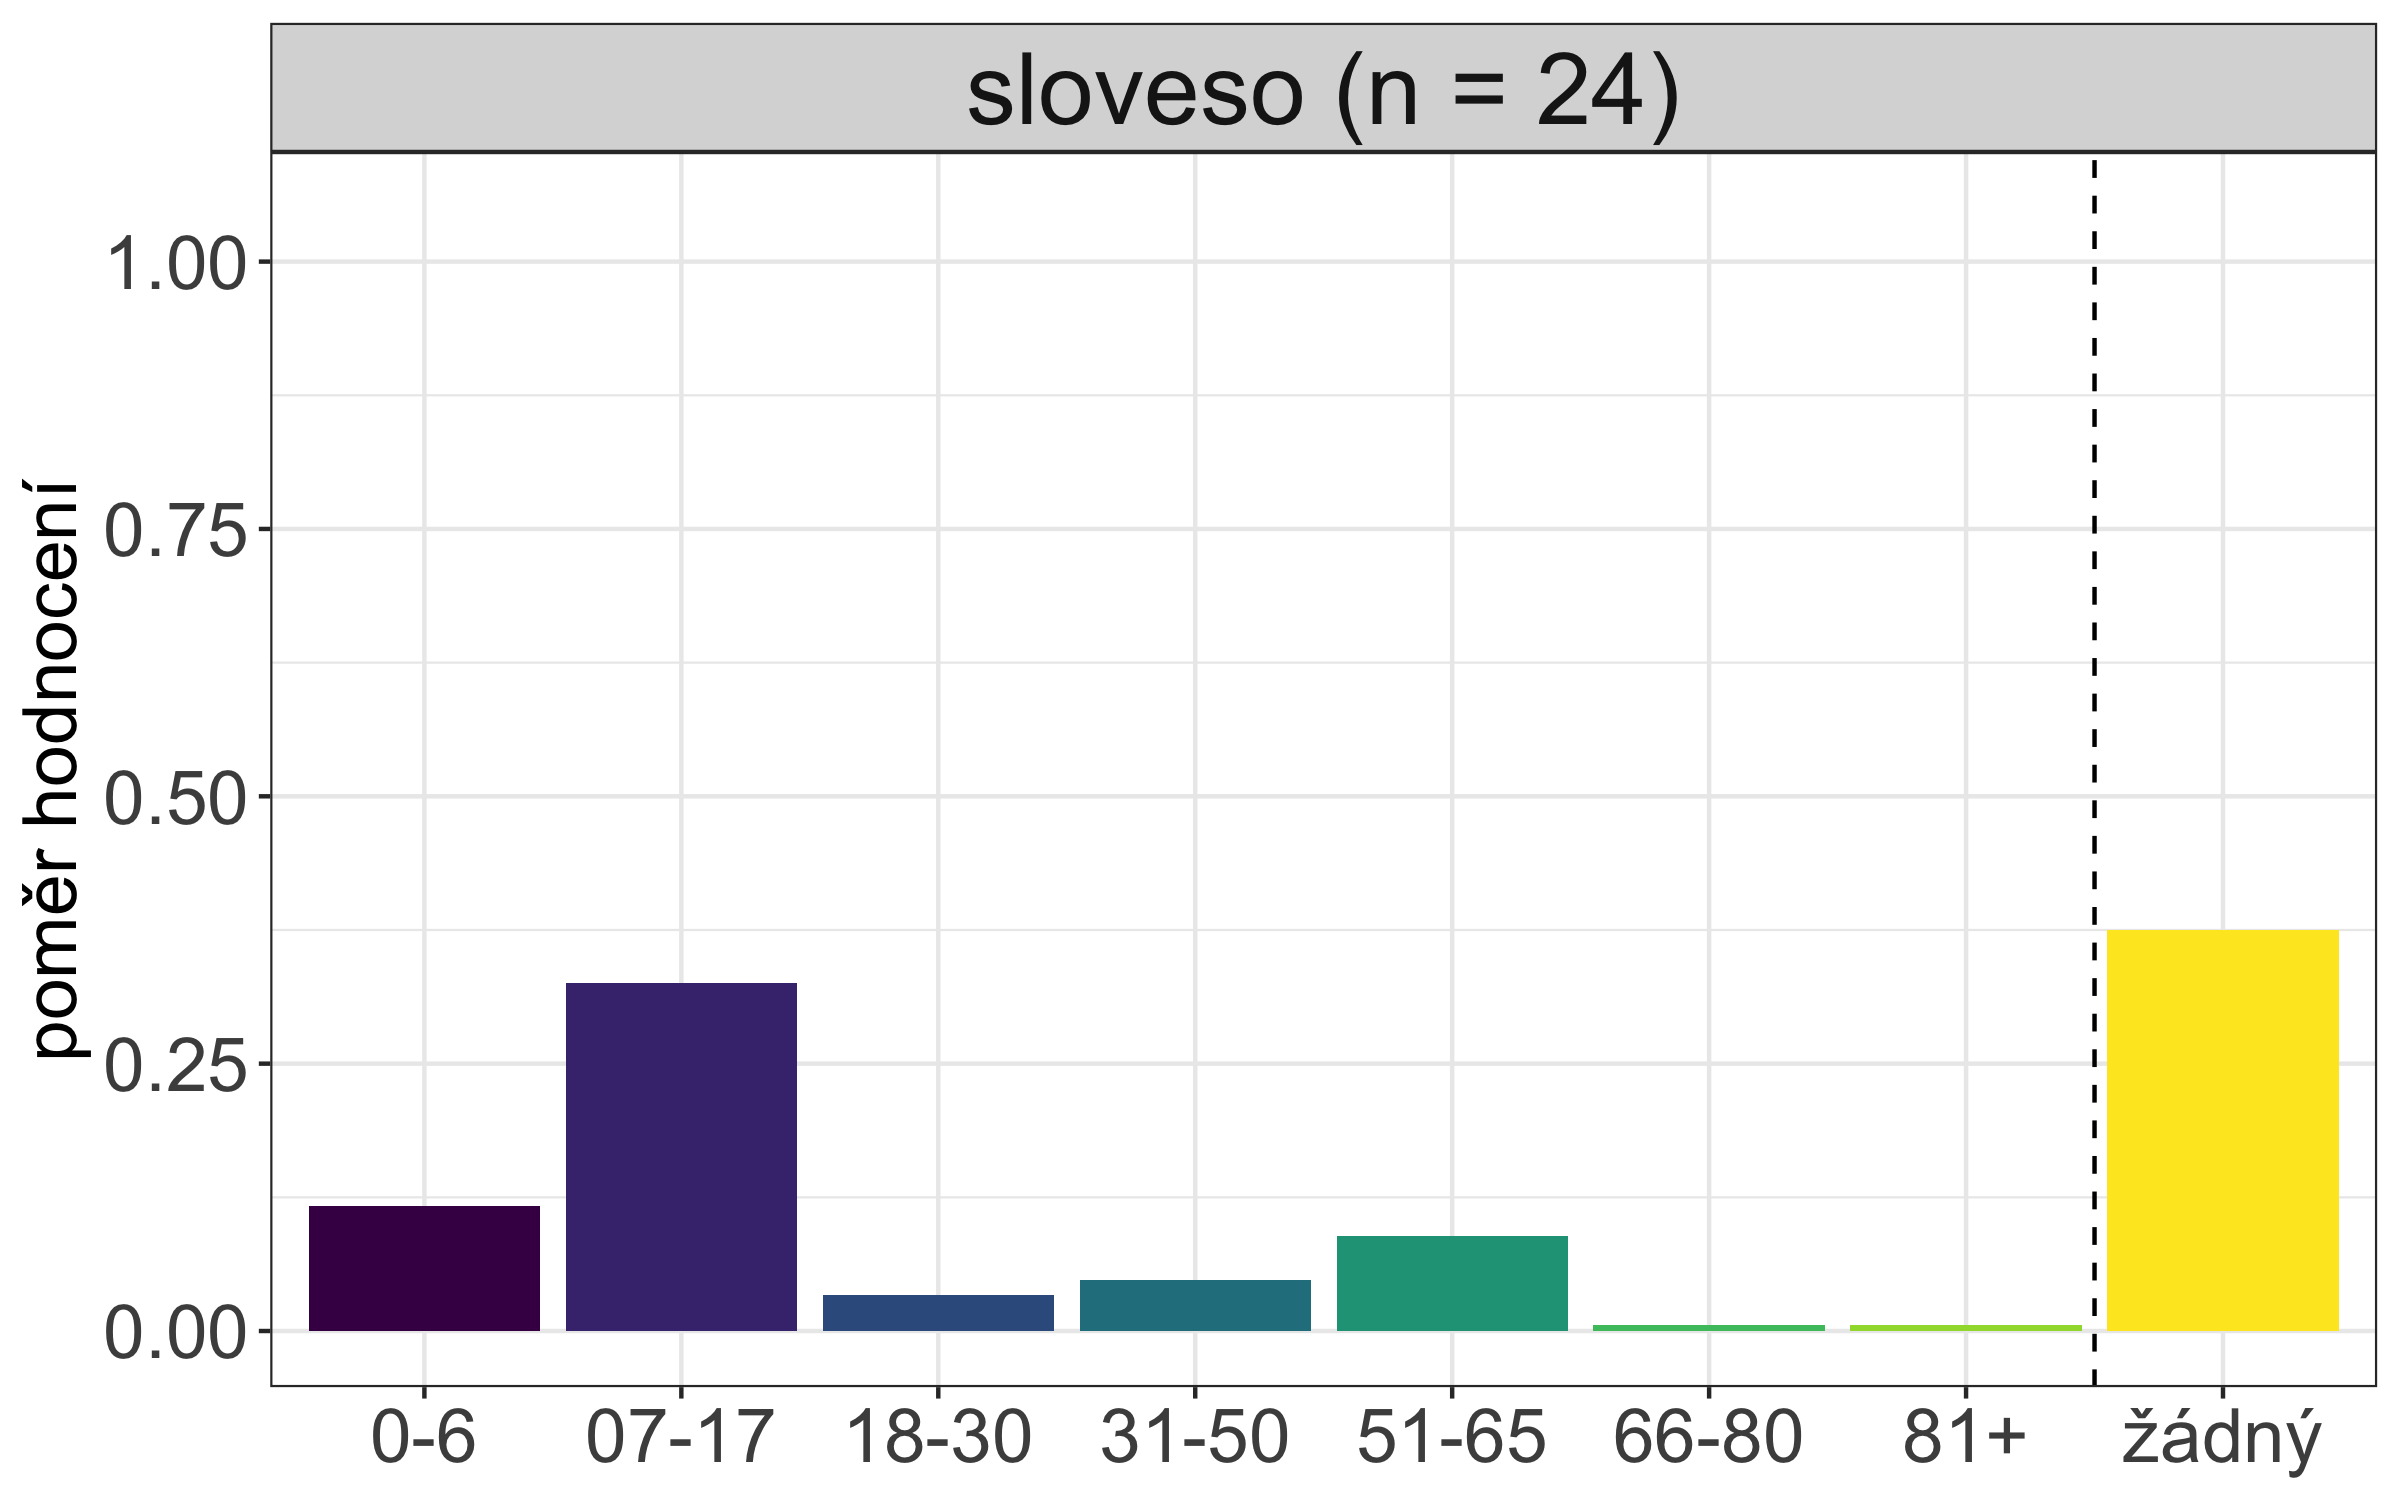 sloveso (n = 24)
poměr hodnocení
1.00
0.75
0.50
0.25
0.00
0-6 07-17 18-30 31-50 51-65 66-80 81+ žádný